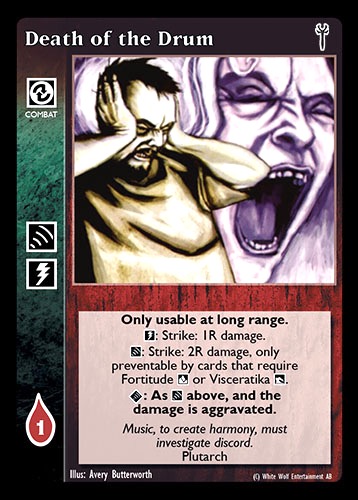 Death of the Drum
COMBAT
Only usable at long range.
: Strike: 1R damage.
: Strike: 2R damage, only
preventable by cards that require
Fortitude or Visceratika .
: As above, and the
damage is aggravated.
Music, to create harmony, must
investigate discord.
Plutarch
1
Illus: Avery Butterworth
(C) White Wolf Entertainment AB